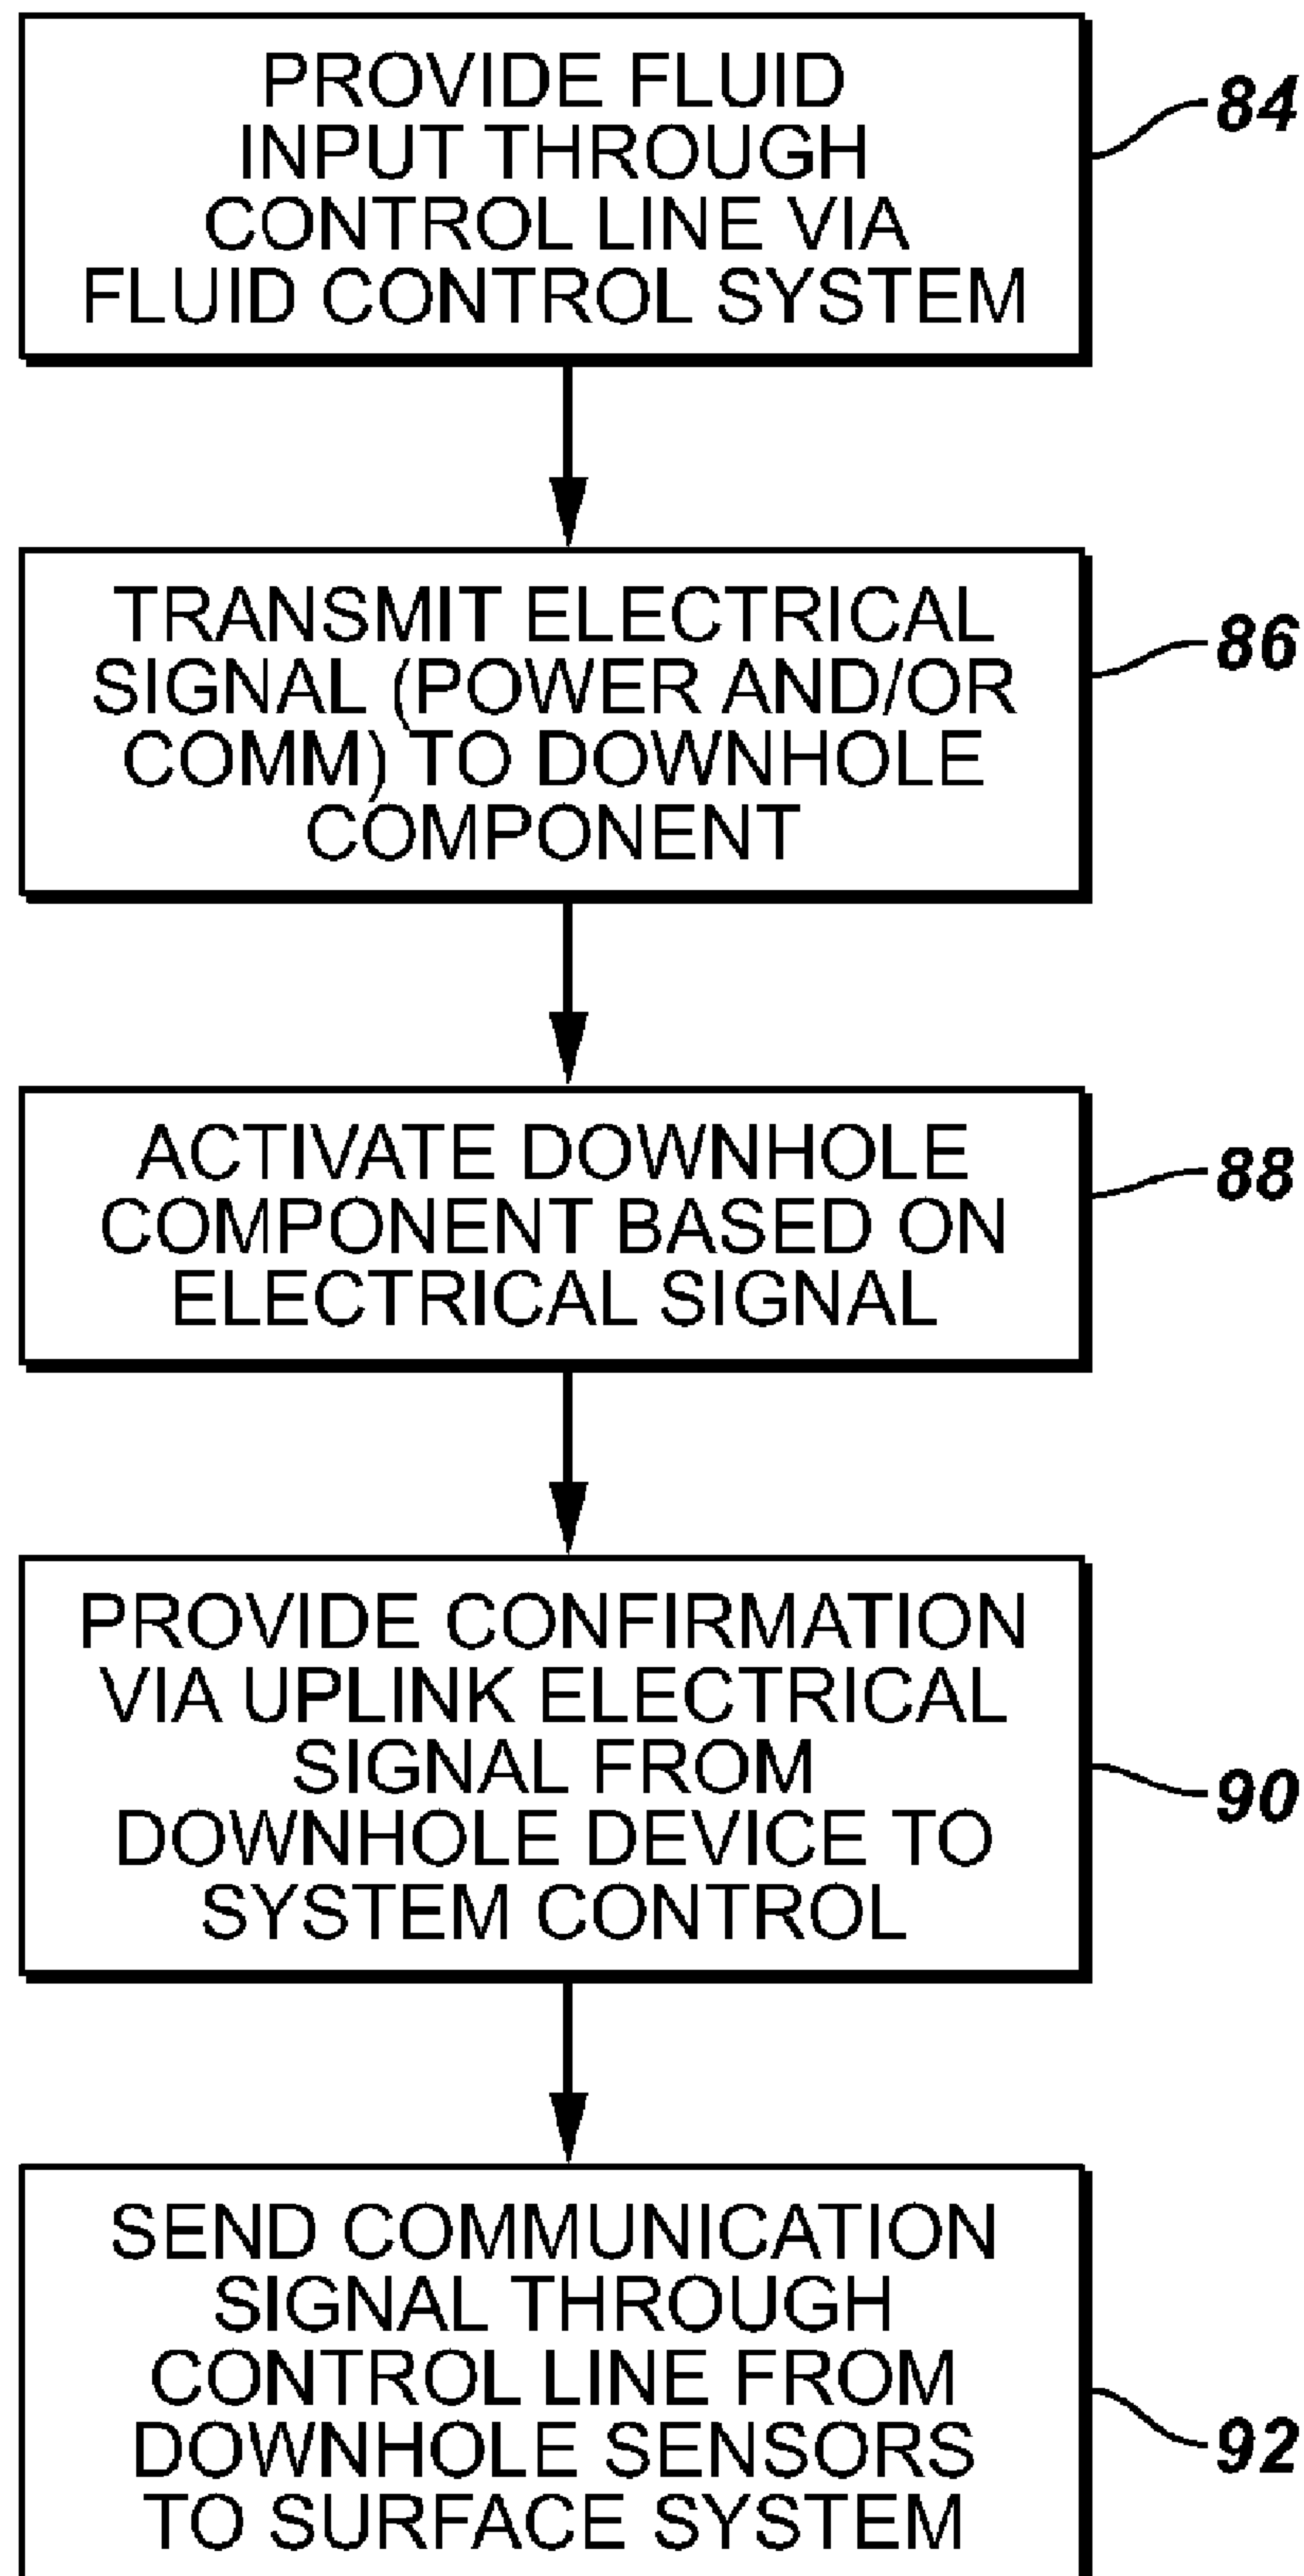 PROVIDE FLUID
INPUT THROUGH
CONTROL LINE VIA
FLUID CONTROL SYSTEM
84
TRANSMIT ELECTRICAL
SIGNAL (POWER AND/OR
COMM) TO DOWNHOLE
COMPONENT
86
ACTIVATE DOWNHOLE
COMPONENT BASED ON
ELECTRICAL SIGNAL
88
PROVIDE CONFIRMATION
VIA UPLINK ELECTRICAL
SIGNAL FROM
DOWNHOLE DEVICE TO
SYSTEM CONTROL
90
SEND COMMUNICATION
SIGNAL THROUGH
CONTROL LINE FROM
DOWNHOLE SENSORS
TO SURFACE SYSTEM
92